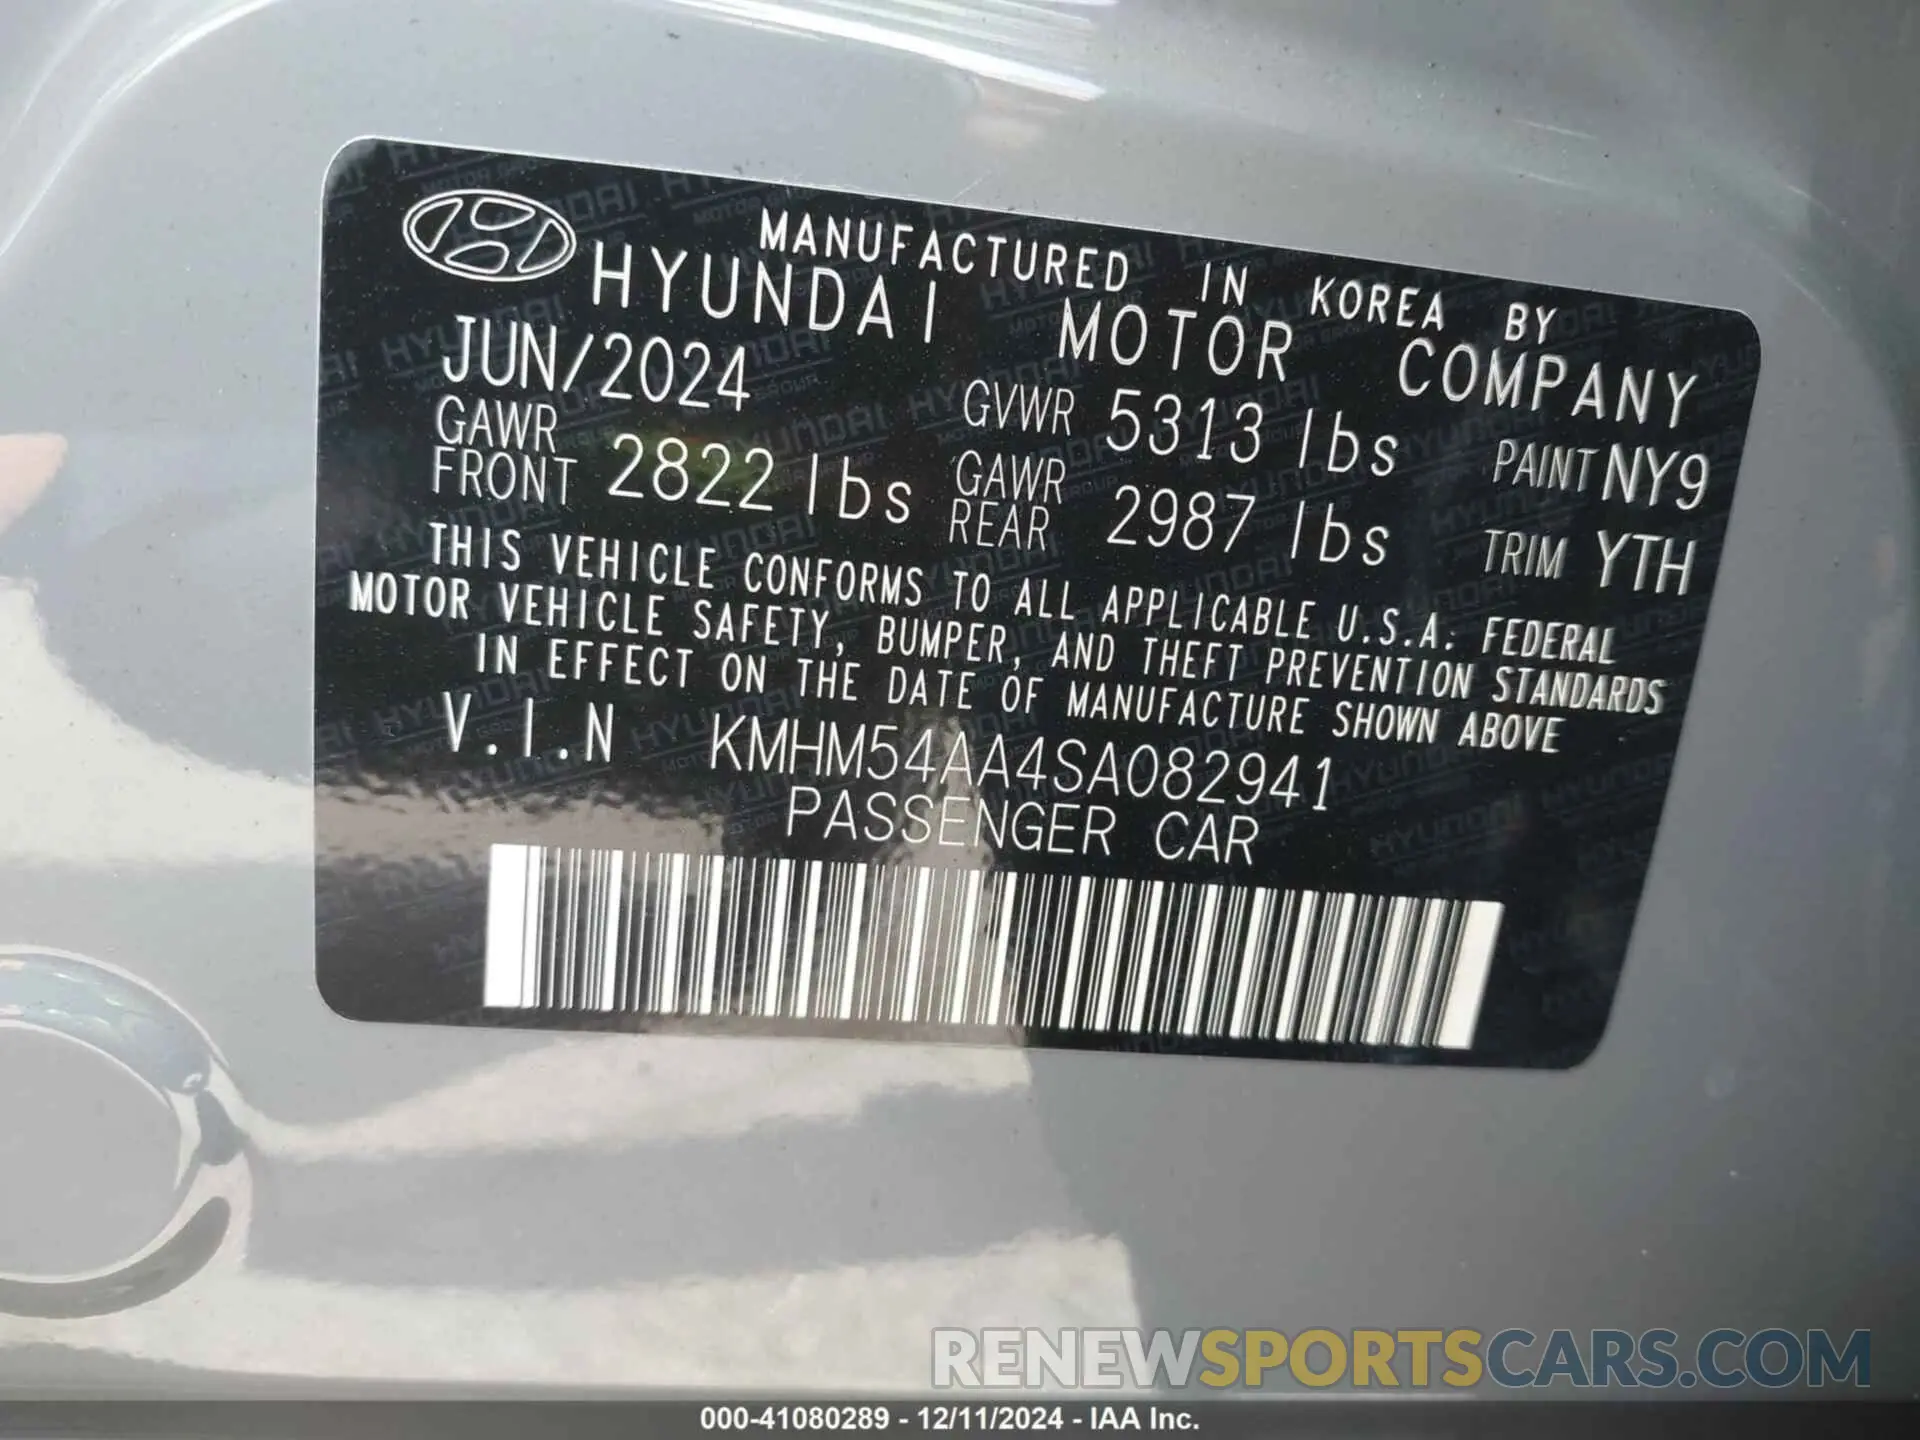 MANUFACTURED IN KOREA BY
HYUNDAI MOTOR COMPANY
JUN/2024 GVWR 5313 lbs PAINT NY9
GAWR FRONT 2822 lbs GAWR REAR 2987 lbs TRIM YTH
THIS VEHICLE CONFORMS TO ALL APPLICABLE U.S.A. FEDERAL
MOTOR VEHICLE SAFETY, BUMPER, AND THEFT PREVENTION STANDARDS
IN EFFECT ON THE DATE OF MANUFACTURE SHOWN ABOVE
V.I.N KMHM54AA4SA082941
PASSENGER CAR
RENEWSPORTSCARS.COM
000-41080289 - 12/11/2024 - IAA Inc.